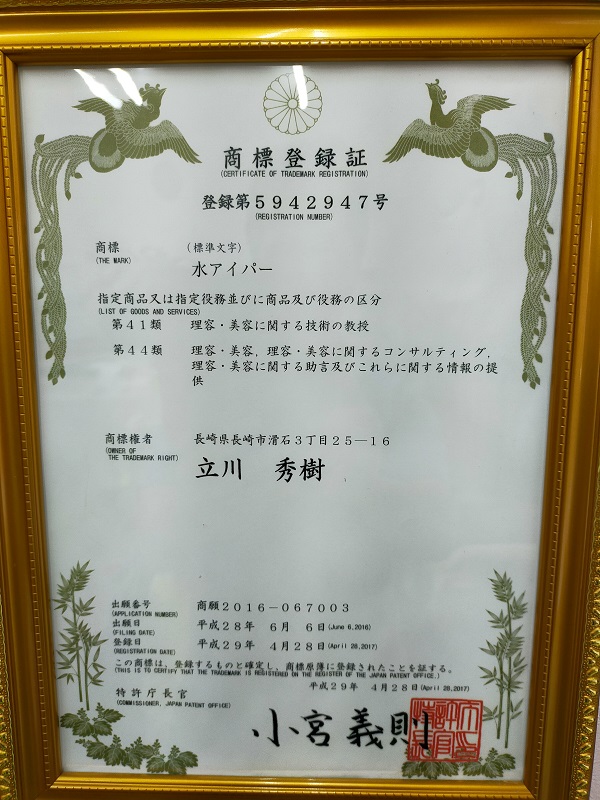 商標登録証
(CERTIFICATE OF TRADEMARK REGISTRATION)
登録第5942947号
(REGISTRATION NUMBER)
商標 (標準文字)
(THE MARK) 水アイパー
指定商品又は指定役務並びに商品及び役務の区分
(LIST OF GOODS AND SERVICES)
第41類 理容・美容に関する技術の教授
第44類 理容・美容，理容・美容に関するコンサルティング，
理容・美容に関する助言及びこれらに関する情報の提
供
商標権者 長崎県長崎市滑石3丁目25―16
(OWNER OF
THE TRADEMARK RIGHT) 立川 秀樹
出願番号 商願2016-067003
(APPLICATION NUMBER)
出願日 平成28年 6月 6日(June 6,2016)
(FILING DATE)
登録日 平成29年 4月28日(April 28,2017)
(REGISTRATION DATE)
この商標は、登録するものと確定し、商標原簿に登録されたことを証する。
(THIS IS TO CERTIFY THAT THE TRADEMARK IS REGISTERED ON THE REGISTER OF THE JAPAN PATENT OFFICE.)
平成29年 4月28日(April 28,2017)
特許庁長官
(COMMISSIONER, JAPAN PATENT OFFICE)
小宮義則